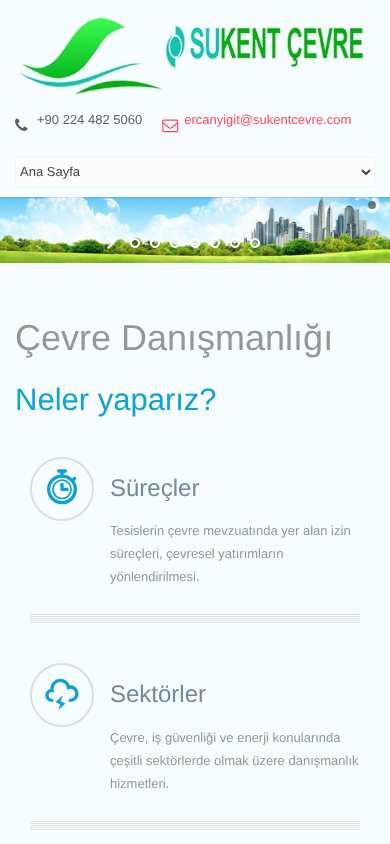 SUKENT ÇEVRE
+90 224 482 5060
ercanyigit@sukentcevre.com
Ana Sayfa
Çevre Danışmanlığı
Neler yaparız?
Süreçler
Tesislerin çevre mevzuatında yer alan izin
süreçleri, çevresel yatırımların
yönlendirilmesi.
Sektörler
Çevre, iş güvenliği ve enerji konularında
çeşitli sektörlerde olmak üzere danışmanlık
hizmetleri.